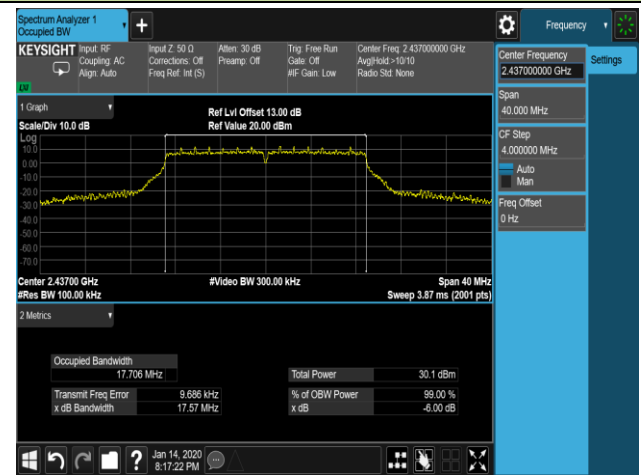 Spectrum Analyzer 1
Occupied BW
+
Frequency
KEYSIGHT
Input: RF
Coupling: AC
Align: Auto
Input Z: 50 Ω
Corrections: Off
Freq Ref: Int (S)
Atten: 30 dB
Preamp: Off
Trig: Free Run
Gate: Off
#IF Gain: Low
Center Freq: 2.437000000 GHz
Avg|Hold:>10/10
Radio Std: None
Center Frequency
2.437000000 GHz
Settings
Span
40.000 MHz
CF Step
4.000000 MHz
Auto
Man
Freq Offset
0 Hz
1 Graph
Scale/Div 10.0 dB
Ref Lvl Offset 13.00 dB
Ref Value 20.00 dBm
Log
10.0
0.00
-10.0
-20.0
-30.0
-40.0
-50.0
-60.0
-70.0
Center 2.43700 GHz
#Video BW 300.00 kHz
Span 40 MHz
#Res BW 100.00 kHz
Sweep 3.87 ms (2001 pts)
2 Metrics
Occupied Bandwidth
17.706 MHz
Total Power 30.1 dBm
Transmit Freq Error 9.686 kHz
% of OBW Power 99.00 %
x dB Bandwidth 17.57 MHz
x dB -6.00 dB
?
Jan 14, 2020
8:17:22 PM